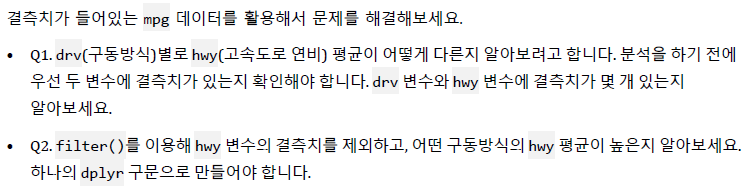 결측치가 들어있는 mpg 데이터를 활용해서 문제를 해결해보세요.
• Q1. drv(구동방식)별로 hwy(고속도로 연비) 평균이 어떻게 다른지 알아보려고 합니다. 분석을 하기 전에
우선 두 변수에 결측치가 있는지 확인해야 합니다. drv 변수와 hwy 변수에 결측치가 몇 개 있는지
알아보세요.
• Q2. filter()를 이용해 hwy 변수의 결측치를 제외하고, 어떤 구동방식의 hwy 평균이 높은지 알아보세요.
하나의 dplyr 구문으로 만들어야 합니다.